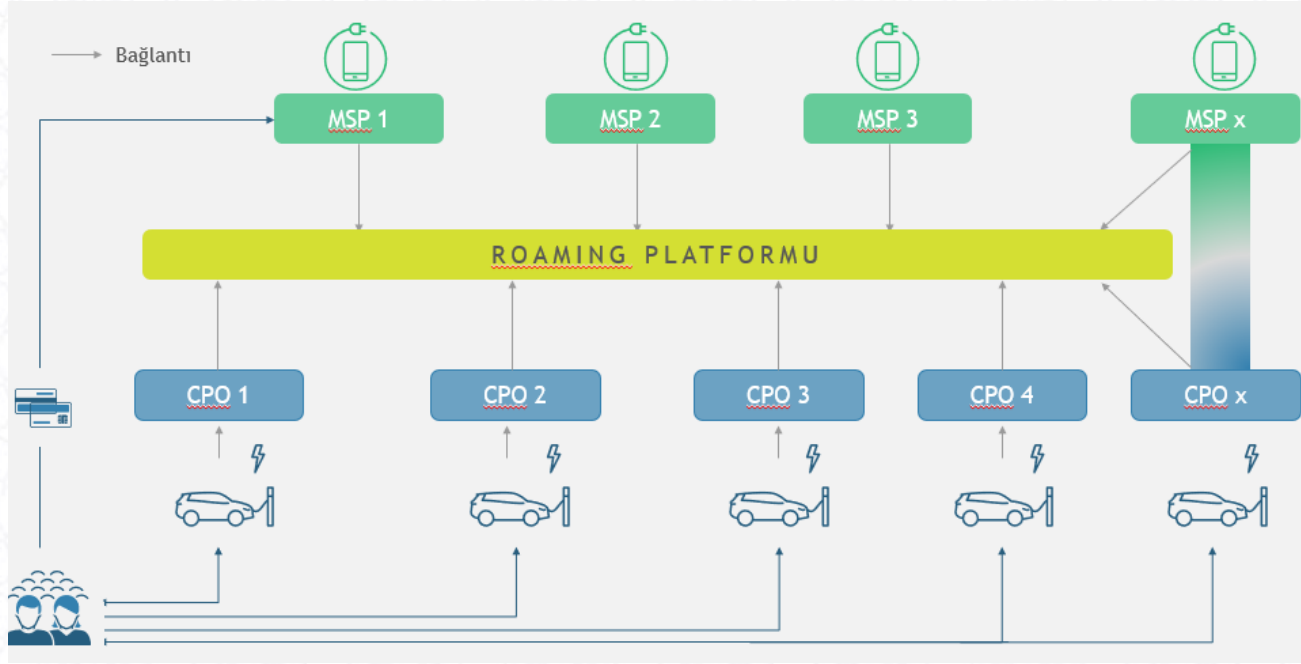 Bağlantı
MSP 1
MSP 2
MSP 3
MSP x
ROAMING PLATFORMU
CPO 1
CPO 2
CPO 3
CPO 4
CPO x